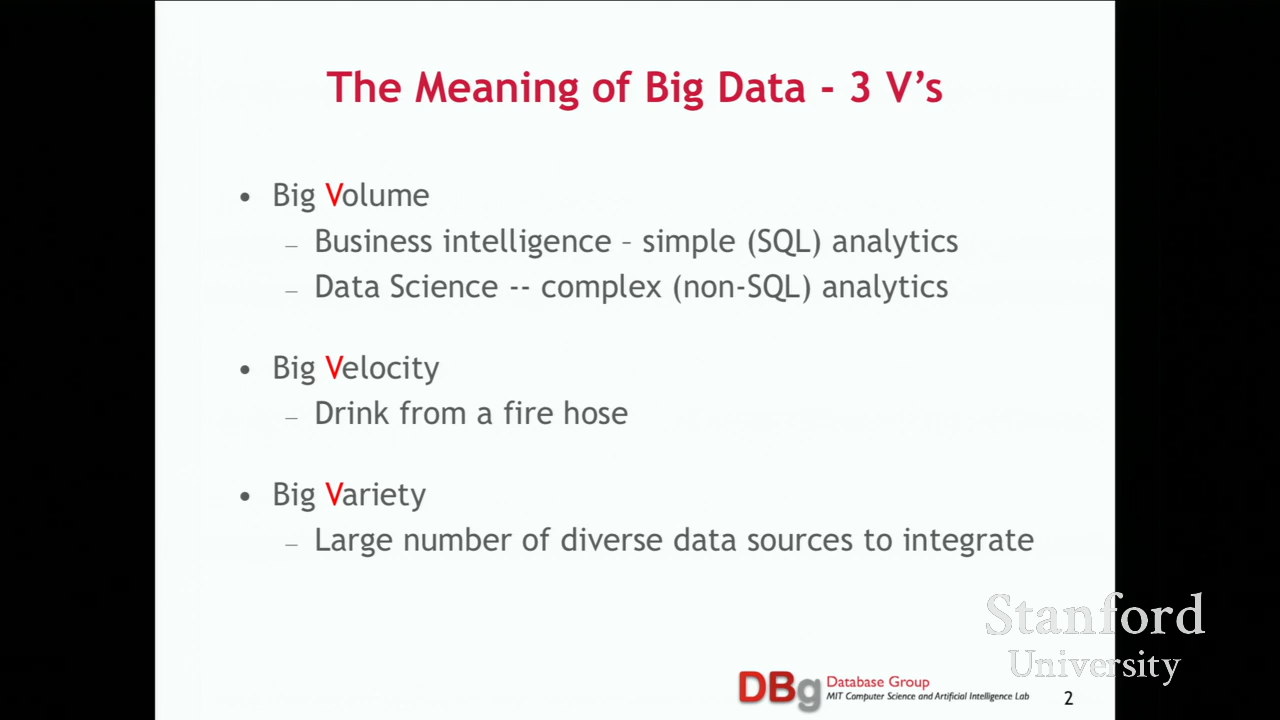 The Meaning of Big Data - 3 V's
• Big Volume
– Business intelligence – simple (SQL) analytics
– Data Science -- complex (non-SQL) analytics
• Big Velocity
– Drink from a fire hose
• Big Variety
– Large number of diverse data sources to integrate
Stanford
University
DBg Database Group
MIT Computer Science and Artificial Intelligence Lab
2